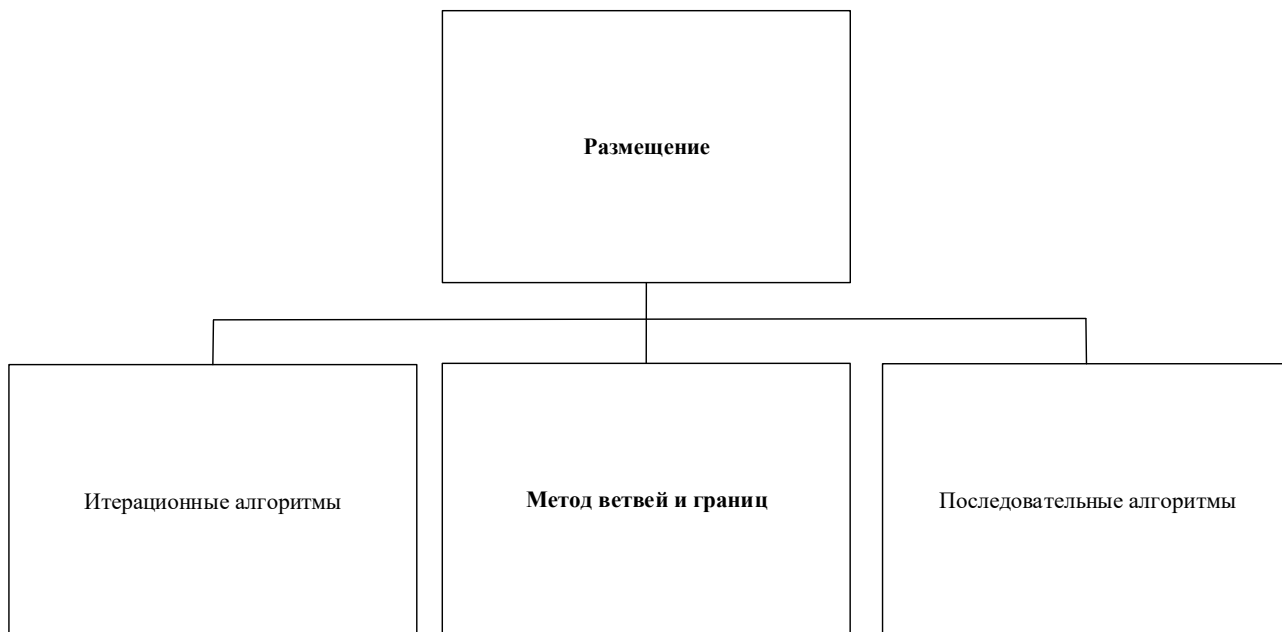 Размещение
Итерационные алгоритмы
Метод ветвей и границ
Последовательные алгоритмы